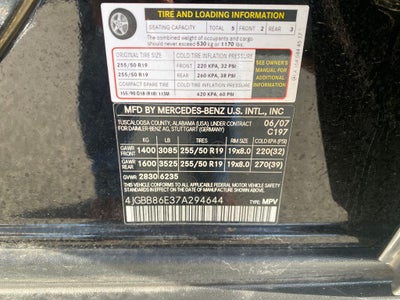 TIRE AND LOADING INFORMATION
SEATING CAPACITY TOTAL 5 FRONT 2 REAR 3
The combined weight of occupants and cargo
should never exceed 530 kg or 1170 lbs.
ORIGINAL TIRE SIZE COLD TIRE INFLATION PRESSURE
255/50 R19 FRONT 220 KPA, 32 PSI
255/50 R19 REAR 260 KPA, 38 PSI
COMPACT SPARE TIRE COLD TIRE INFLATION PRESSURE
155/90 D18 (R18) 113M 420 KPA, 60 PSI
SEE OWNER'S
MANUAL FOR
ADDITIONAL
INFORMATION
MFD BY MERCEDES-BENZ U.S. INTL., INC
TUSCALOOSA COUNTY, ALABAMA (USA), UNDER CONTRACT
FOR DAIMLER-BENZ AG, STUTTGART (GERMANY)
06/07
C197
KG LB TIRES RIMS COLD KPA (PSI)
GAWR FRONT 1400 3085 255/50 R19 19x8.0 220(32)
GAWR REAR 1600 3525 255/50 R19 19x8.0 270(39)
GVWR 2830 6235
THIS VEHICLE CONFORMS TO ALL APPLICABLE FEDERAL MOTOR VEHICLE SAFETY
STANDARDS IN EFFECT ON THE DATE OF MANUFACTURE SHOWN ABOVE.
4JGBB86E37A294644 TYPE: MPV